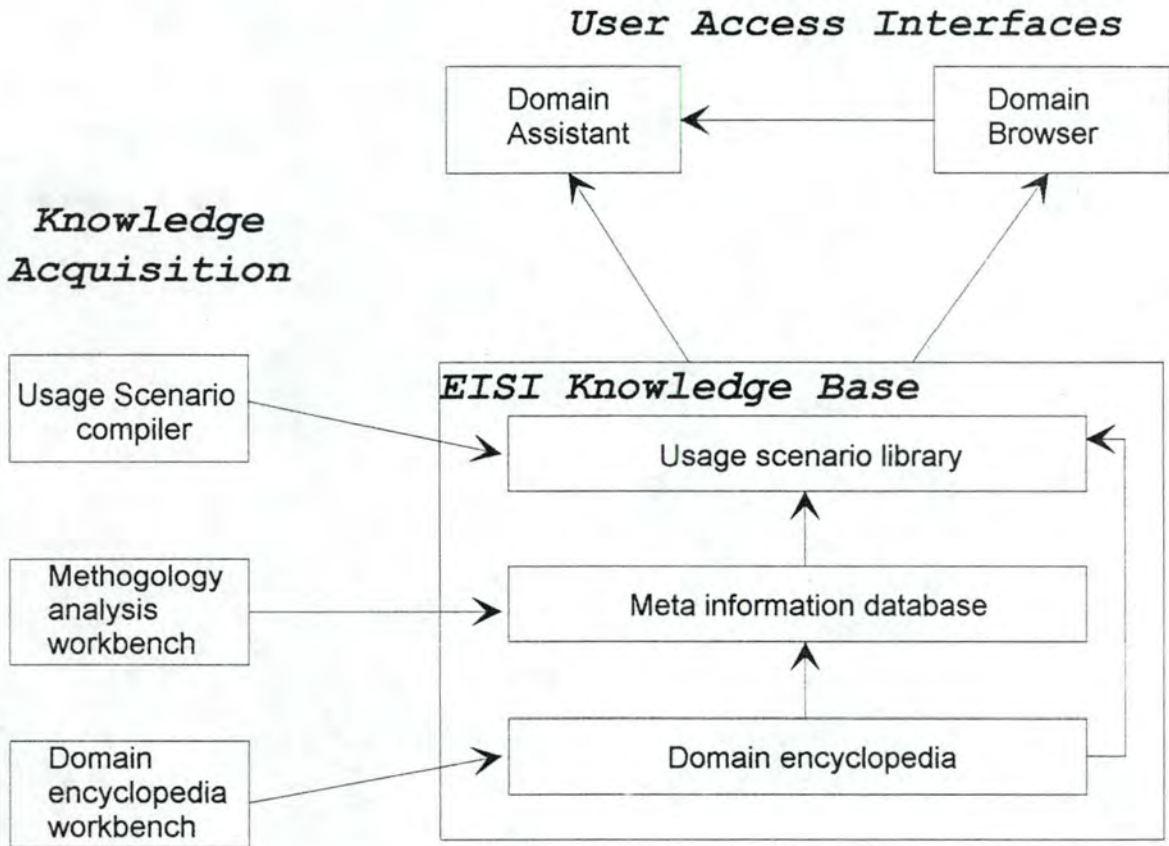 User Access Interfaces
Domain
Assistant
Domain
Browser
Knowledge
Acquisition
Usage Scenario
compiler
EISI Knowledge Base
Usage scenario library
Methogology
analysis
workbench
Meta information database
Domain
encyclopedia
workbench
Domain encyclopedia